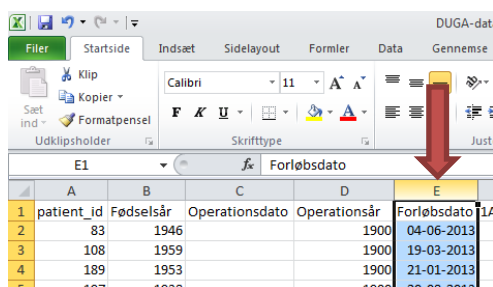 DUGA-dat
Filer Startside Indsæt Sidelayout Formler Data Gennemse
Klip
Kopier
Sæt ind
Formatpensel
Calibri 11 A A
F K U A
Udklipsholder Skrifttype Just
E1 fx Forløbsdato
A B C D E
1 patient_id Fødselsår Operationsdato Operationsår Forløbsdato 1A
2 83 1946 1900 04-06-2013
3 108 1959 1900 19-03-2013
4 189 1953 1900 21-01-2013